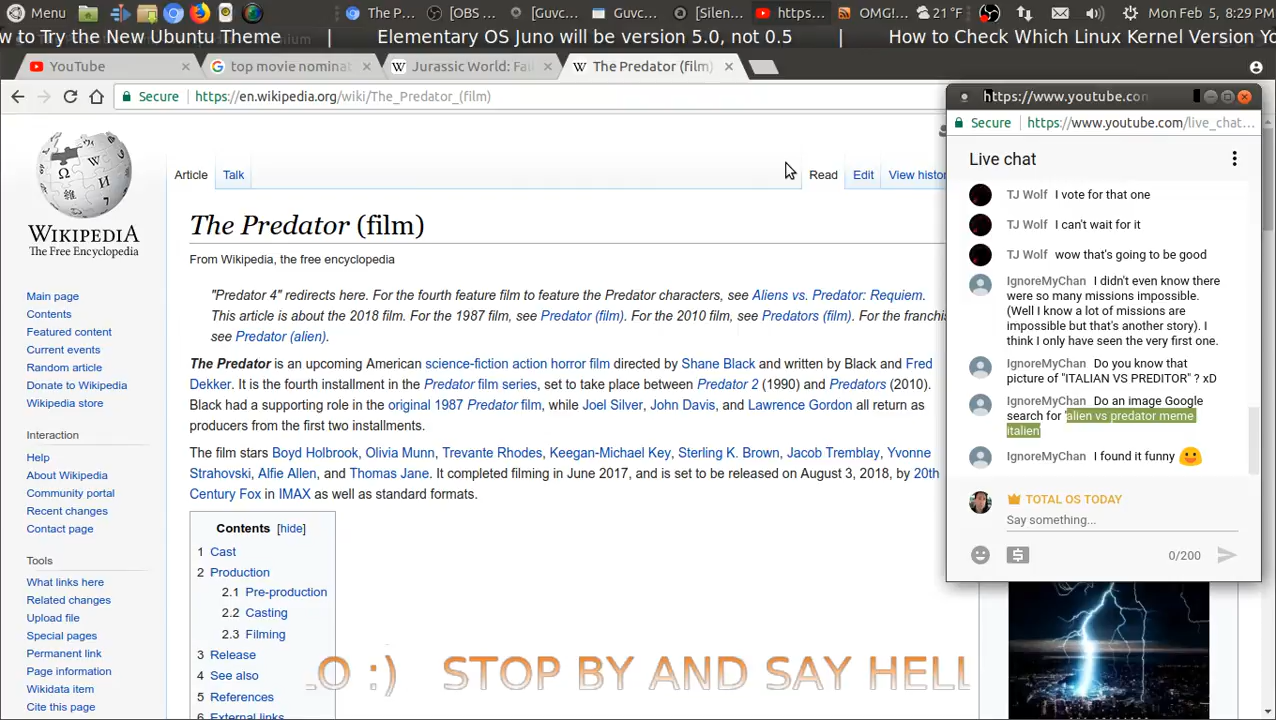 Menu
The P...
[OBS ...
[Guvc...
Guvc...
[Silen...
https...
OMG!...
21 °F
Mon Feb 5, 8:29 PM
w to Try the New Ubuntu Theme | Elementary OS Juno will be version 5.0, not 0.5 | How to Check Which Linux Kernel Version Yo
YouTube
top movie nominat
Jurassic World: Fal
The Predator (film)
Secure https://en.wikipedia.org/wiki/The_Predator_(film)
WIKIPEDIA
The Free Encyclopedia
Main page
Contents
Featured content
Current events
Random article
Donate to Wikipedia
Wikipedia store
Interaction
Help
About Wikipedia
Community portal
Recent changes
Contact page
Tools
What links here
Related changes
Upload file
Special pages
Permanent link
Page information
Wikidata item
Cite this page
Article Talk
Read Edit View histor
The Predator (film)
From Wikipedia, the free encyclopedia
"Predator 4" redirects here. For the fourth feature film to feature the Predator characters, see Aliens vs. Predator: Requiem.
This article is about the 2018 film. For the 1987 film, see Predator (film). For the 2010 film, see Predators (film). For the franchis
see Predator (alien).
The Predator is an upcoming American science-fiction action horror film directed by Shane Black and written by Black and Fred
Dekker. It is the fourth installment in the Predator film series, set to take place between Predator 2 (1990) and Predators (2010).
Black had a supporting role in the original 1987 Predator film, while Joel Silver, John Davis, and Lawrence Gordon all return as
producers from the first two installments.
The film stars Boyd Holbrook, Olivia Munn, Trevante Rhodes, Keegan-Michael Key, Sterling K. Brown, Jacob Tremblay, Yvonne
Strahovski, Alfie Allen, and Thomas Jane. It completed filming in June 2017, and is set to be released on August 3, 2018, by 20th
Century Fox in IMAX as well as standard formats.
Contents [hide]
1 Cast
2 Production
2.1 Pre-production
2.2 Casting
2.3 Filming
3 Release
4 See also
5 References
6 External links
LO :) STOP BY AND SAY HELL
https://www.youtube.con
Secure https://www.youtube.com/live_chat...
Live chat
TJ Wolf I vote for that one
TJ Wolf I can't wait for it
TJ Wolf wow that's going to be good
IgnoreMyChan I didn't even know there
were so many missions impossible.
(Well I know a lot of missions are
impossible but that's another story). I
think I only have seen the very first one.
IgnoreMyChan Do you know that
picture of "ITALIAN VS PREDITOR" ? xD
IgnoreMyChan Do an image Google
search for 'alien vs predator meme
italien'
IgnoreMyChan I found it funny
TOTAL OS TODAY
Say something...
0/200